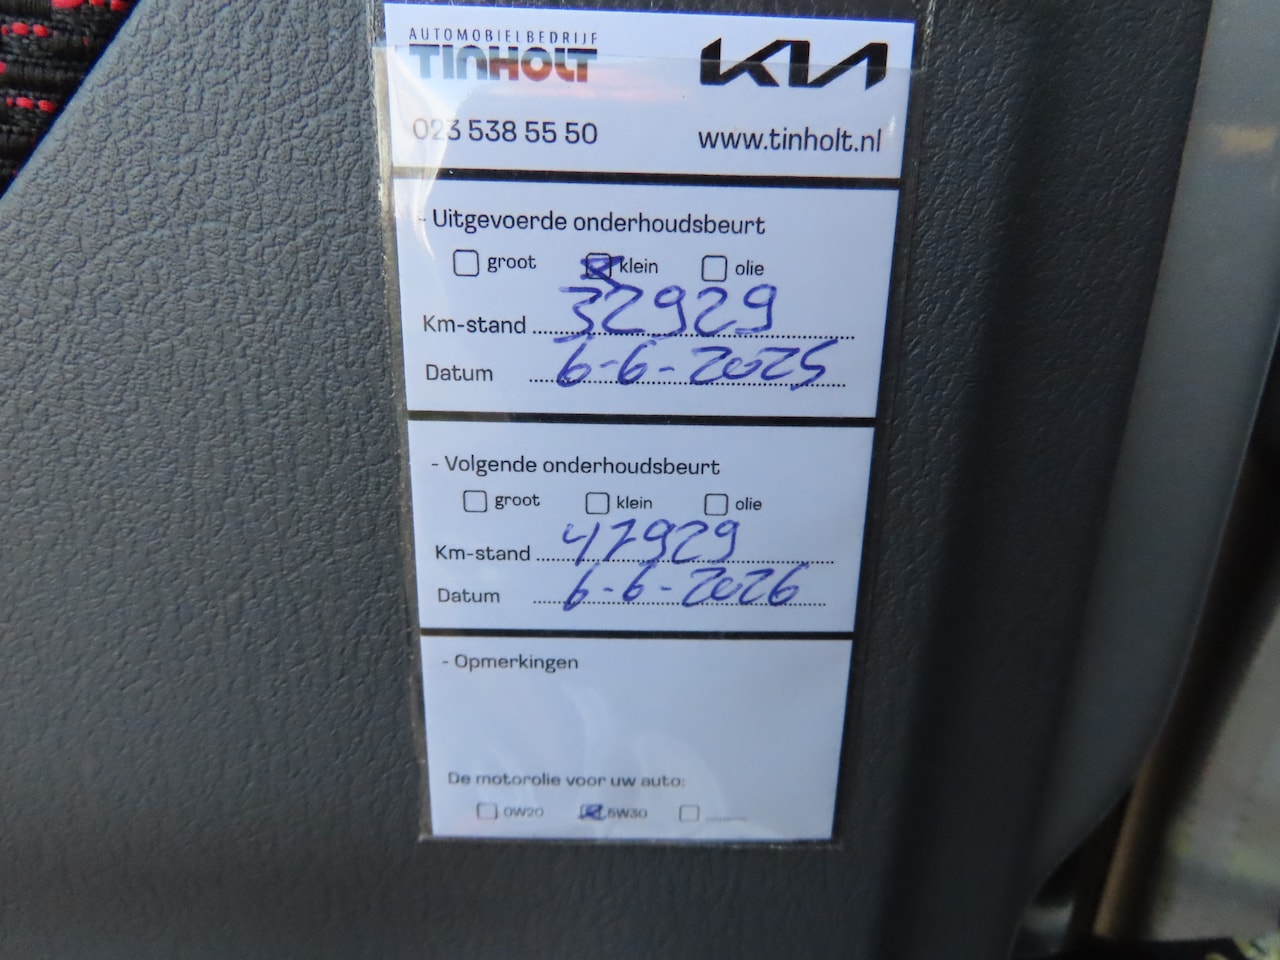 AUTOMOBIELBEDRIJF
TINHOLT KIA
023 538 55 50 www.tinholt.nl
- Uitgevoerde onderhoudsbeurt
groot klein olie
Km-stand 32929
Datum 6-6-2025
- Volgende onderhoudsbeurt
groot klein olie
Km-stand 47929
Datum 6-6-2026
- Opmerkingen
De motorolie voor uw auto:
0W20 5W30